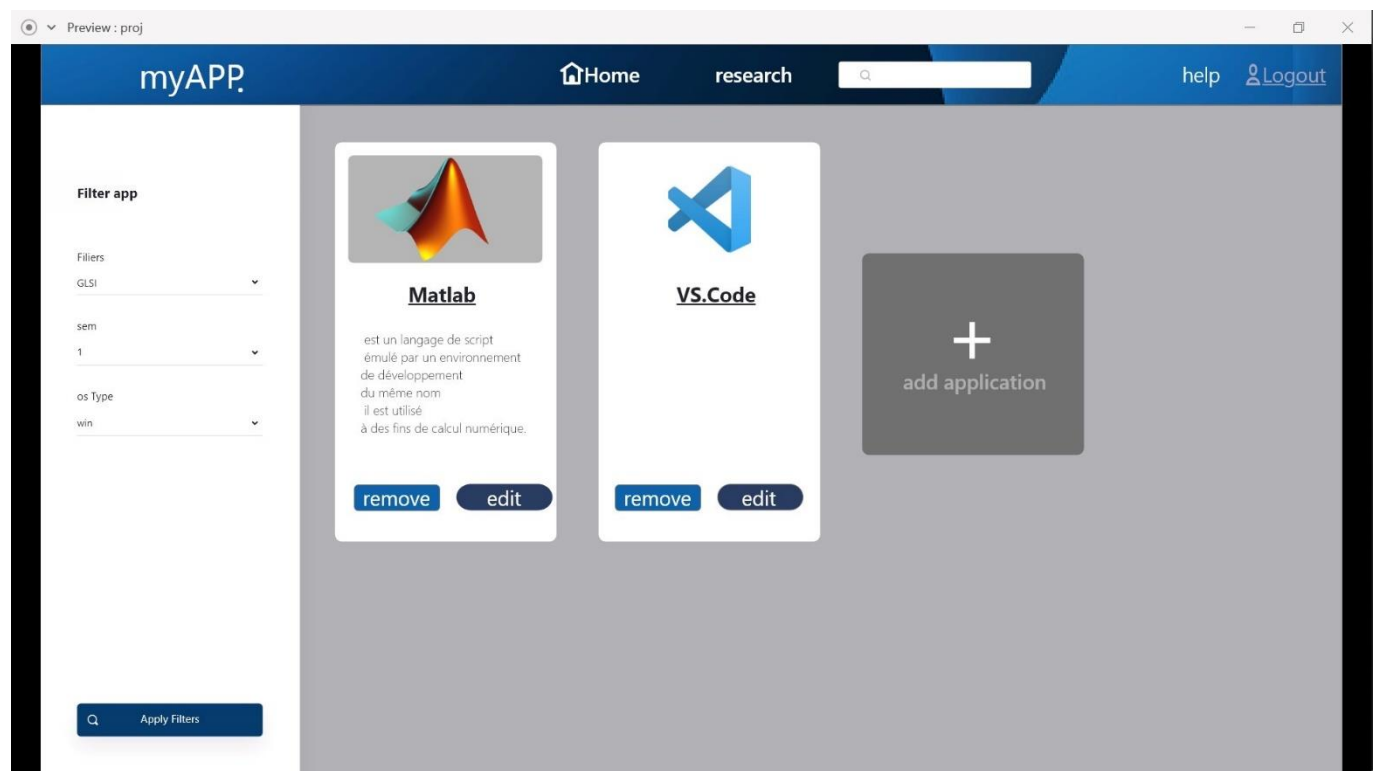 Preview : proj
myAPP.
Home
research
help
Logout
Filter app
Filiers
GLSI
sem
1
os Type
win
Apply Filters
Matlab
est un langage de script
émulé par un environnement
de développement
du même nom
il est utilisé
à des fins de calcul numérique.
remove
edit
VS.Code
remove
edit
add application